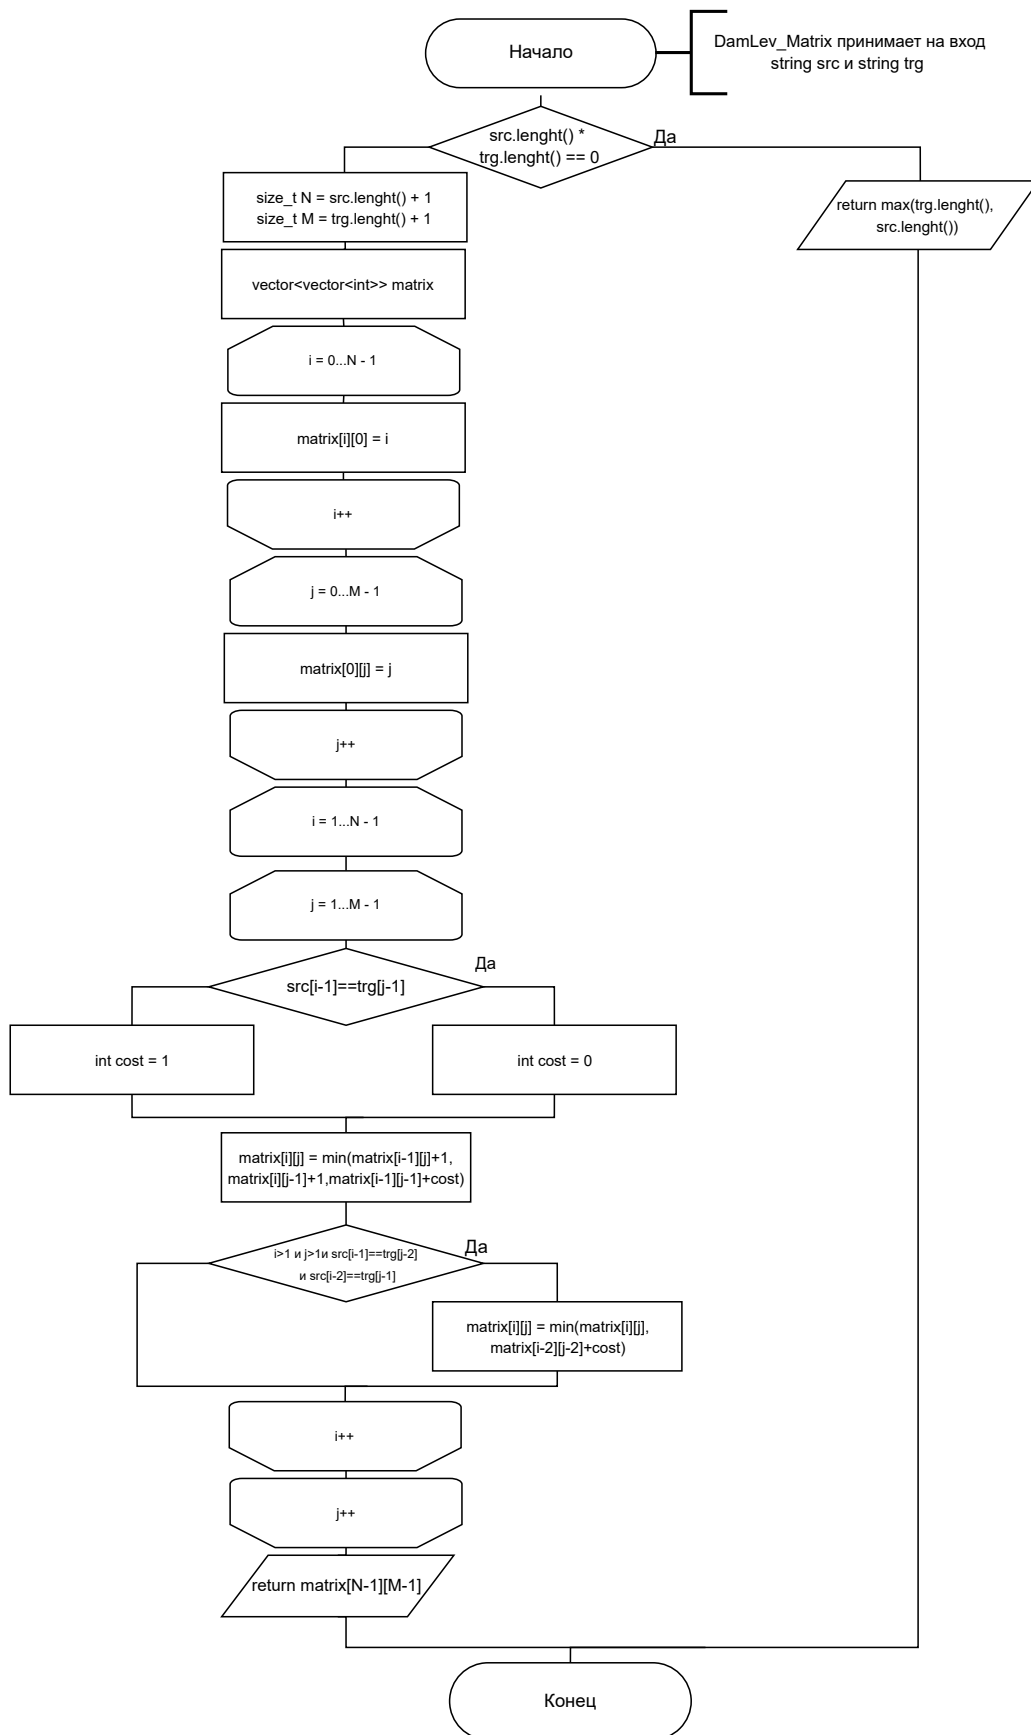 Начало
DamLev_Matrix принимает на вход
string src и string trg
src.lenght() *
trg.lenght() == 0
Да
size_t N = src.lenght() + 1
size_t M = trg.lenght() + 1
return max(trg.lenght(),
src.lenght())
vector<vector<int>> matrix
i = 0...N - 1
matrix[i][0] = i
i++
j = 0...M - 1
matrix[0][j] = j
j++
i = 1...N - 1
j = 1...M - 1
src[i-1]==trg[j-1]
Да
int cost = 1
int cost = 0
matrix[i][j] = min(matrix[i-1][j]+1,
matrix[i][j-1]+1,matrix[i-1][j-1]+cost)
i>1 и j>1и src[i-1]==trg[j-2]
и src[i-2]==trg[j-1]
Да
matrix[i][j] = min(matrix[i][j],
matrix[i-2][j-2]+cost)
i++
j++
return matrix[N-1][M-1]
Конец